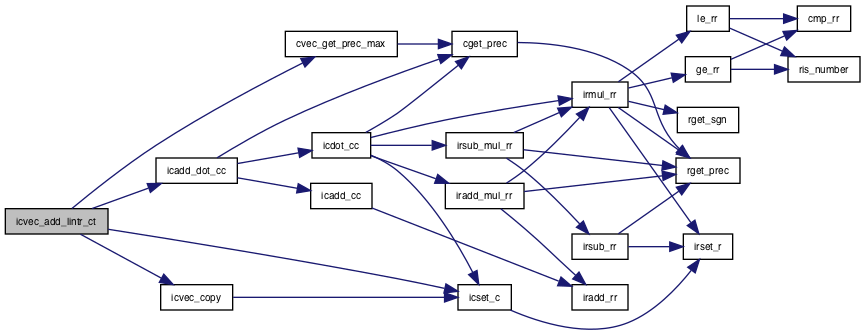 icvec_add_lintr_ct
cvec_get_prec_max
icadd_dot_cc
icvec_copy
icdot_cc
icadd_cc
cget_prec
irsub_mul_rr
iradd_mul_rr
icset_c
irmul_rr
irsub_rr
iradd_rr
le_rr
ge_rr
rget_sgn
rget_prec
irset_r
cmp_rr
ris_number